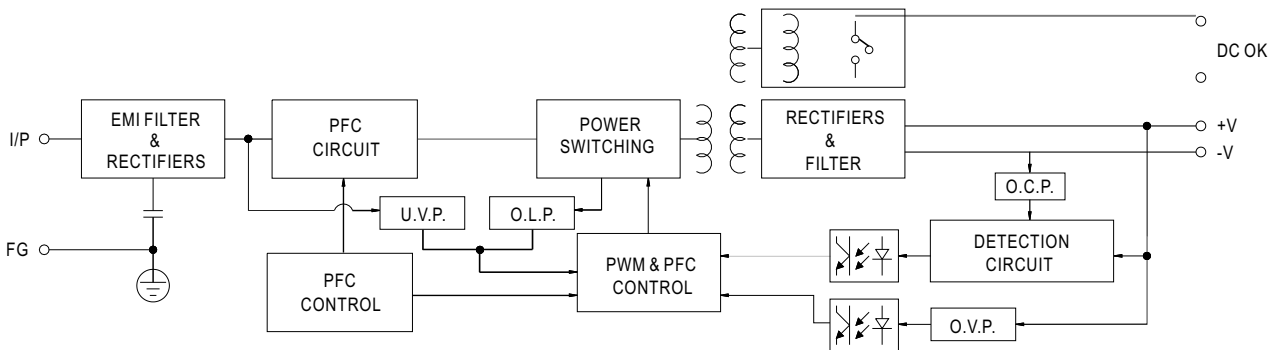 DC OK
I/P
EMI FILTER
&
RECTIFIERS
PFC
CIRCUIT
POWER
SWITCHING
RECTIFIERS
&
FILTER
+V
-V
O.C.P.
U.V.P.
O.L.P.
FG
PFC
CONTROL
PWM & PFC
CONTROL
DETECTION
CIRCUIT
O.V.P.